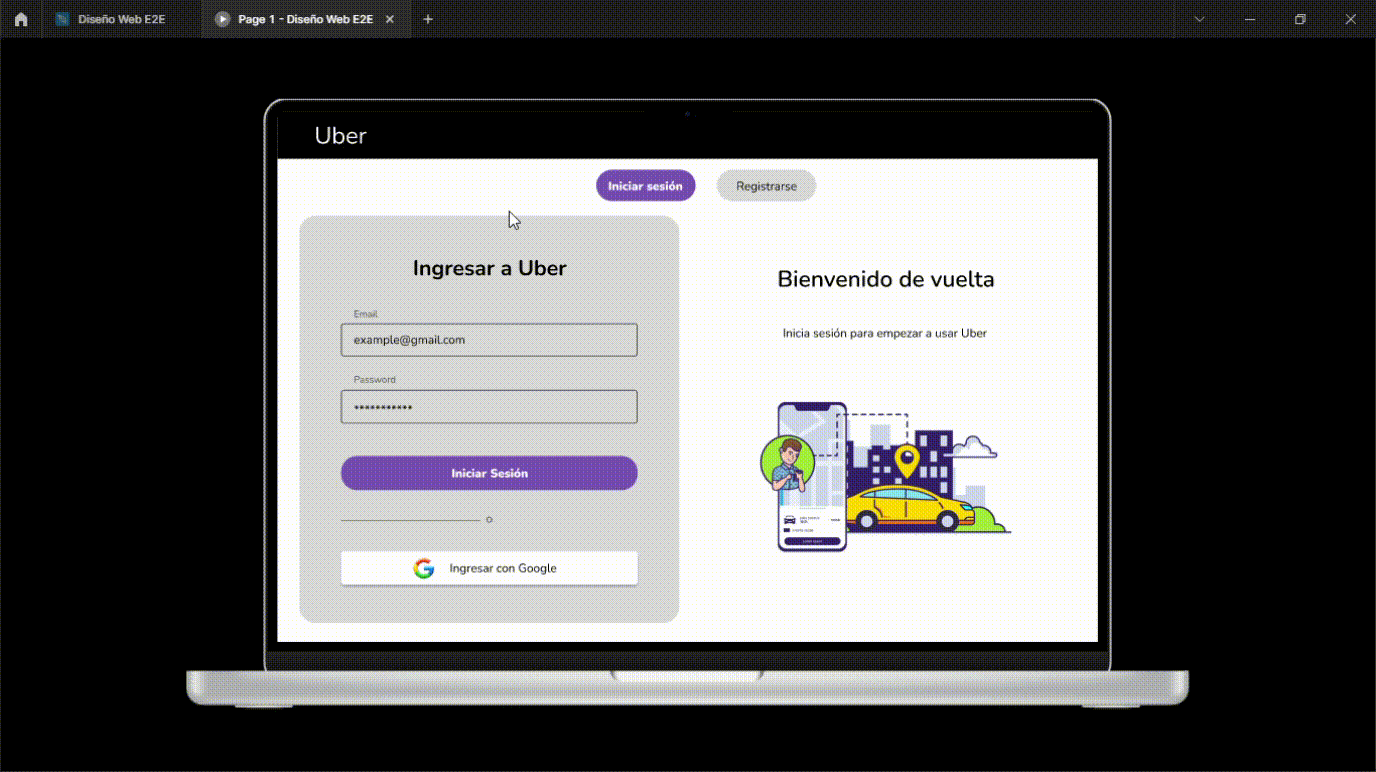 Diseño Web E2E
Page 1 - Diseño Web E2E
Uber
Iniciar sesión
Registrarse
Ingresar a Uber
Email
example@gmail.com
Password
***********
Iniciar Sesión
O
Ingresar con Google
Bienvenido de vuelta
Inicia sesión para empezar a usar Uber